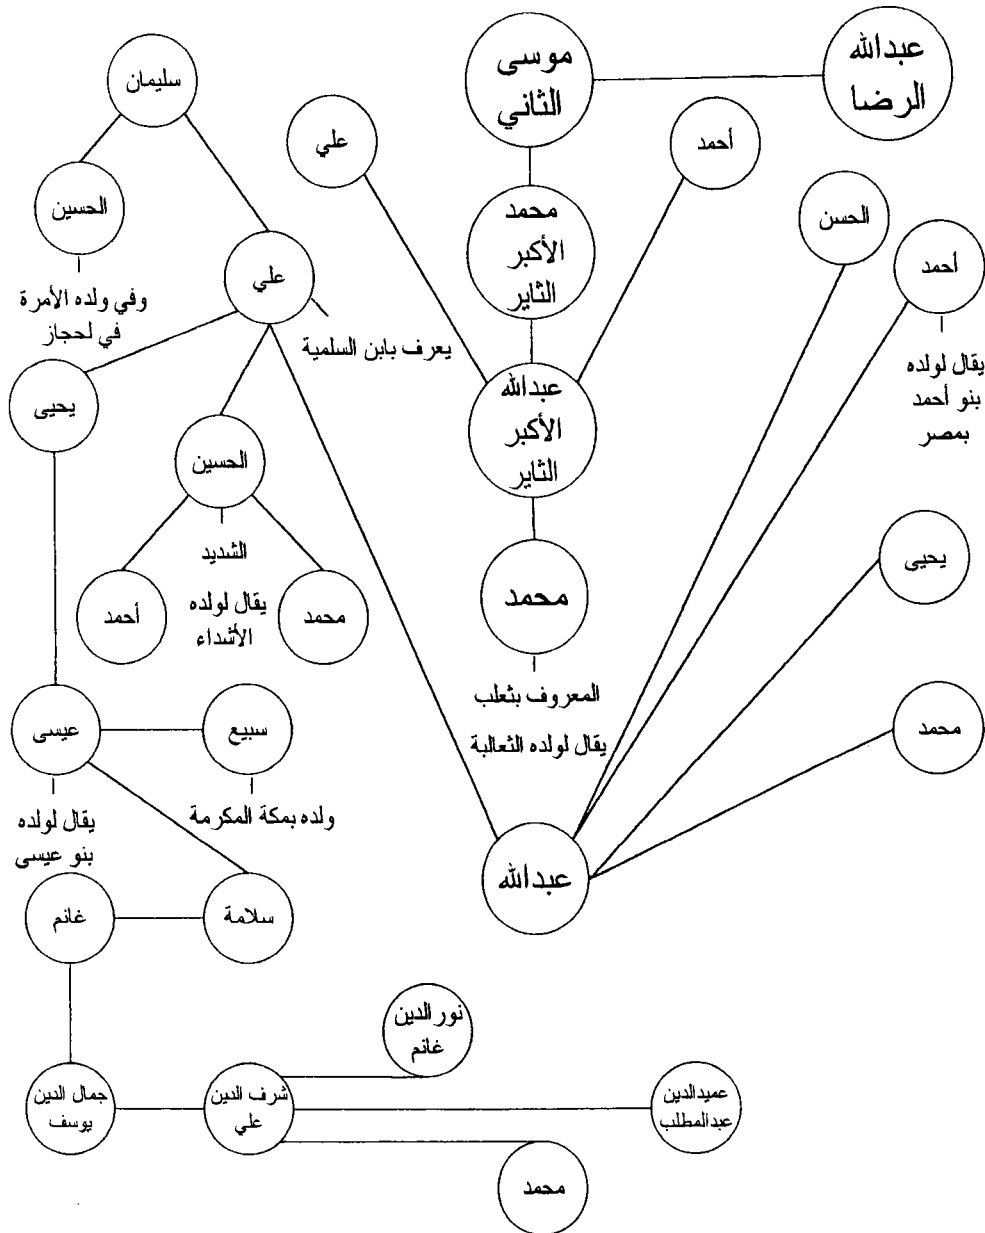 عبدالله
الرضا
موسى
الثاني
سليمان
علي
أحمد
الحسين
وفي ولده الأمرة
في لحجاز
محمد
الأكبر
الثاير
الحسن
أحمد
يقال لولده
بنو أحمد
بمصر
علي
يعرف بابن السلمية
يحيى
عبدالله
الأكبر
الثاير
الحسين
الشديد
يقال لولده
الأشداء
محمد
أحمد
محمد
المعروف بثعلب
يقال لولده الثعالبة
يحيى
محمد
سبيع
ولده بمكة المكرمة
عيسى
يقال لولده
بنو عيسى
عبدالله
سلامة
غانم
نور الدين
غانم
عميدالدين
عبدالمطلب
شرف الدين
علي
جمال الدين
يوسف
محمد